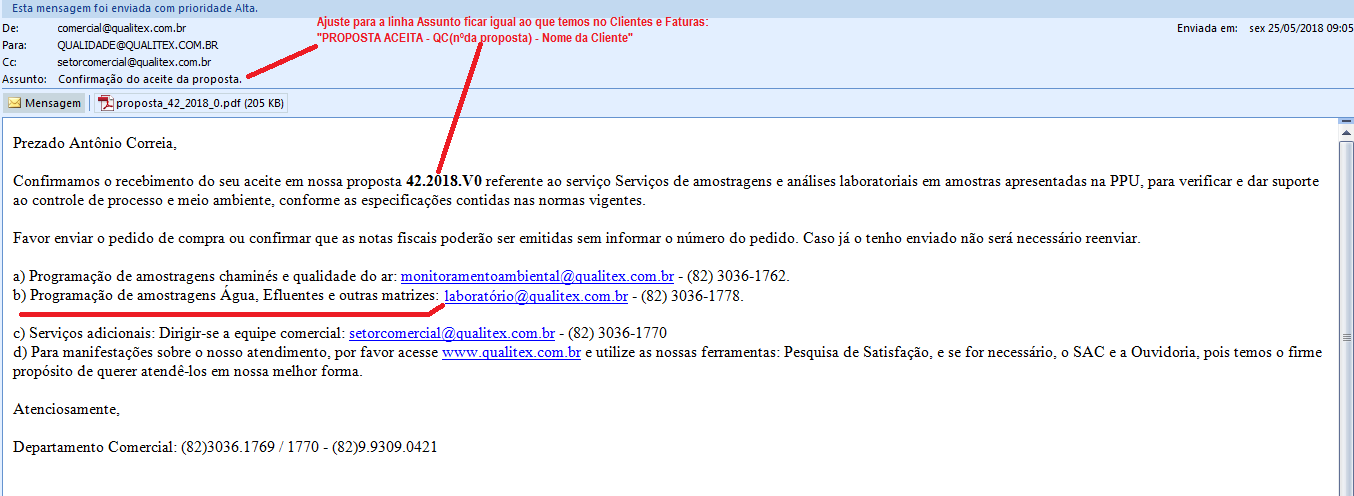 Esta mensagem foi enviada com prioridade Alta.
De: comercial@qualitex.com.br
Ajuste para a linha Assunto ficar igual ao que temos no Clientes e Faturas:
"PROPOSTA ACEITA - QC(nºda proposta) - Nome da Cliente"
Enviada em: sex 25/05/2018 09:05
Para: QUALIDADE@QUALITEX.COM.BR
Cc: setorcomercial@qualitex.com.br
Assunto: Confirmação do aceite da proposta.
Mensagem proposta_42_2018_0.pdf (205 KB)
Prezado Antônio Correia,
Confirmamos o recebimento do seu aceite em nossa proposta 42.2018.V0 referente ao serviço Serviços de amostragens e análises laboratoriais em amostras apresentadas na PPU, para verificar e dar suporte
ao controle de processo e meio ambiente, conforme as especificações contidas nas normas vigentes.
Favor enviar o pedido de compra ou confirmar que as notas fiscais poderão ser emitidas sem informar o número do pedido. Caso já o tenho enviado não será necessário reenviar.
a) Programação de amostragens chaminés e qualidade do ar: monitoramentoambiental@qualitex.com.br - (82) 3036-1762.
b) Programação de amostragens Água, Efluentes e outras matrizes: laboratório@qualitex.com.br - (82) 3036-1778.
c) Serviços adicionais: Dirigir-se a equipe comercial: setorcomercial@qualitex.com.br - (82) 3036-1770
d) Para manifestações sobre o nosso atendimento, por favor acesse www.qualitex.com.br e utilize as nossas ferramentas: Pesquisa de Satisfação, e se for necessário, o SAC e a Ouvidoria, pois temos o firme
propósito de querer atendê-los em nossa melhor forma.
Atenciosamente,
Departamento Comercial: (82)3036.1769 / 1770 - (82)9.9309.0421